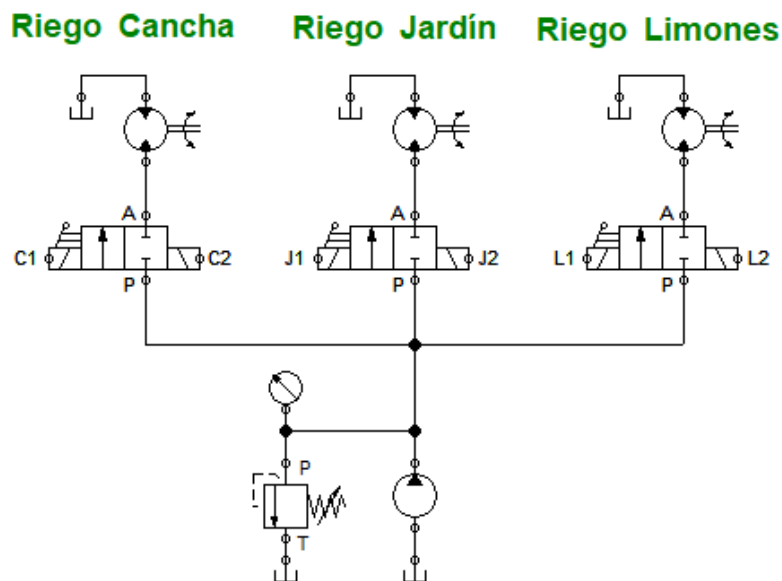 Riego Cancha Riego Jardín Riego Limones
A A A
C1 C2 J1 J2 L1 L2
P P P
P
T